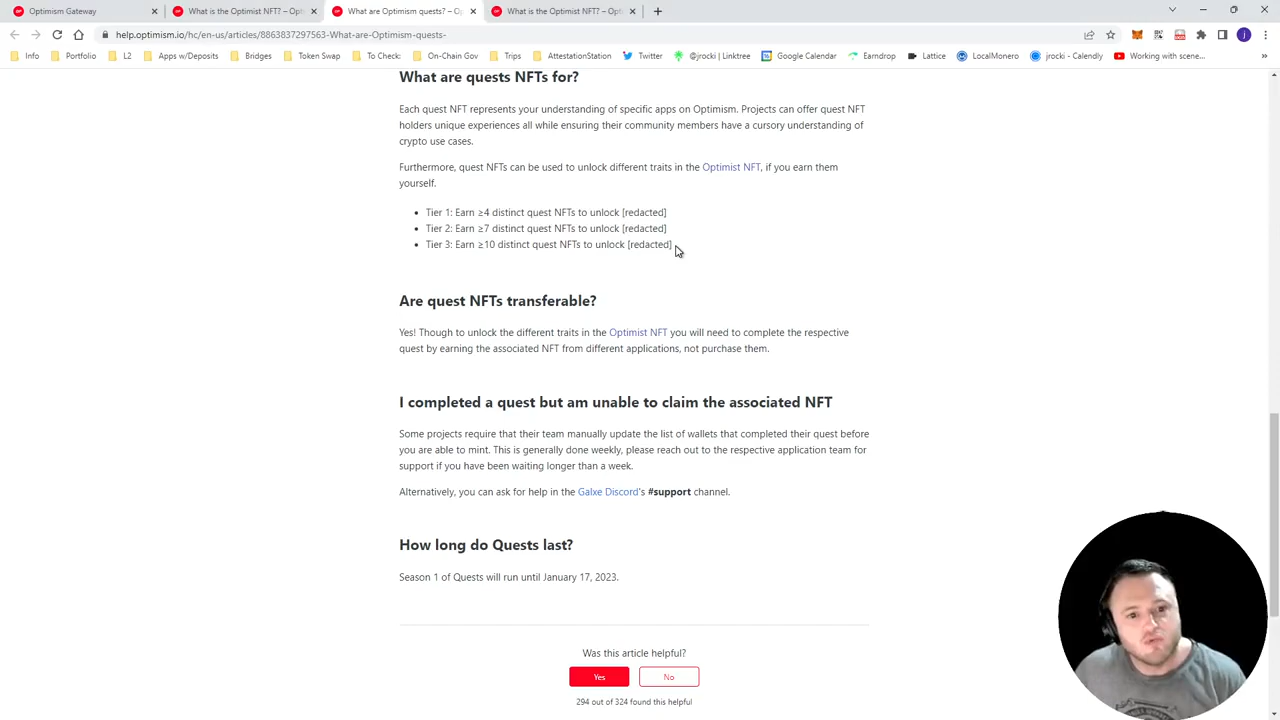 Optimism Gateway
What is the Optimist NFT? – Opti
What are Optimism quests? – Op
What is the Optimist NFT? – Opti
help.optimism.io/hc/en-us/articles/8863837297563-What-are-Optimism-quests-
Info
Portfolio
L2
Apps w/Deposits
Bridges
Token Swap
To Check:
On-Chain Gov
Trips
AttestationStation
Twitter
@jrocki | Linktree
Google Calendar
Earndrop
Lattice
LocalMonero
jrocki - Calendly
Working with scene...
What are quests NFTs for?
Each quest NFT represents your understanding of specific apps on Optimism. Projects can offer quest NFT
holders unique experiences all while ensuring their community members have a cursory understanding of
crypto use cases.
Furthermore, quest NFTs can be used to unlock different traits in the Optimist NFT, if you earn them
yourself.
• Tier 1: Earn ≥4 distinct quest NFTs to unlock [redacted]
• Tier 2: Earn ≥7 distinct quest NFTs to unlock [redacted]
• Tier 3: Earn ≥10 distinct quest NFTs to unlock [redacted]
Are quest NFTs transferable?
Yes! Though to unlock the different traits in the Optimist NFT you will need to complete the respective
quest by earning the associated NFT from different applications, not purchase them.
I completed a quest but am unable to claim the associated NFT
Some projects require that their team manually update the list of wallets that completed their quest before
you are able to mint. This is generally done weekly, please reach out to the respective application team for
support if you have been waiting longer than a week.
Alternatively, you can ask for help in the Galxe Discord's #support channel.
How long do Quests last?
Season 1 of Quests will run until January 17, 2023.
Was this article helpful?
Yes
No
294 out of 324 found this helpful